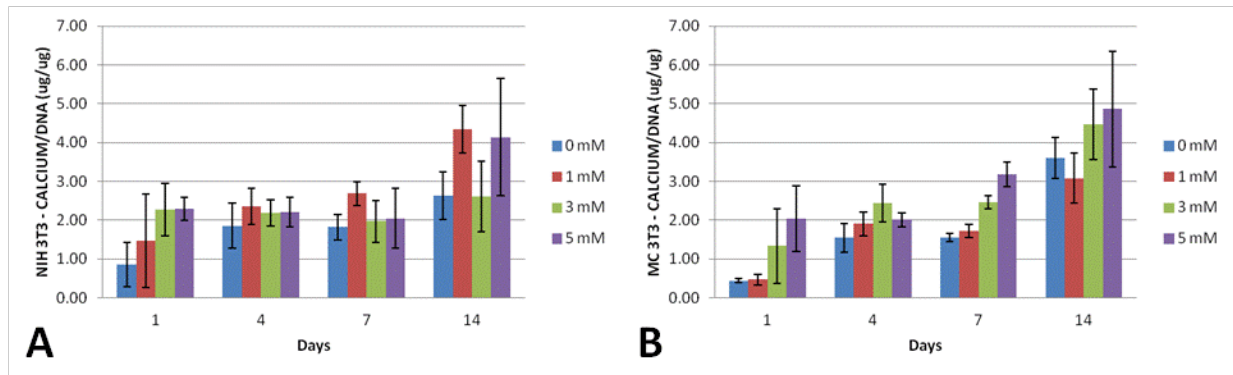 NIH 3T3 - CALCIUM/DNA (ug/ug)
7.00
6.00
5.00
4.00
3.00
2.00
1.00
0.00
1 4 7 14
Days
0 mM
1 mM
3 mM
5 mM
A
MC 3T3 - CALCIUM/DNA (ug/ug)
7.00
6.00
5.00
4.00
3.00
2.00
1.00
0.00
1 4 7 14
Days
0 mM
1 mM
3 mM
5 mM
B